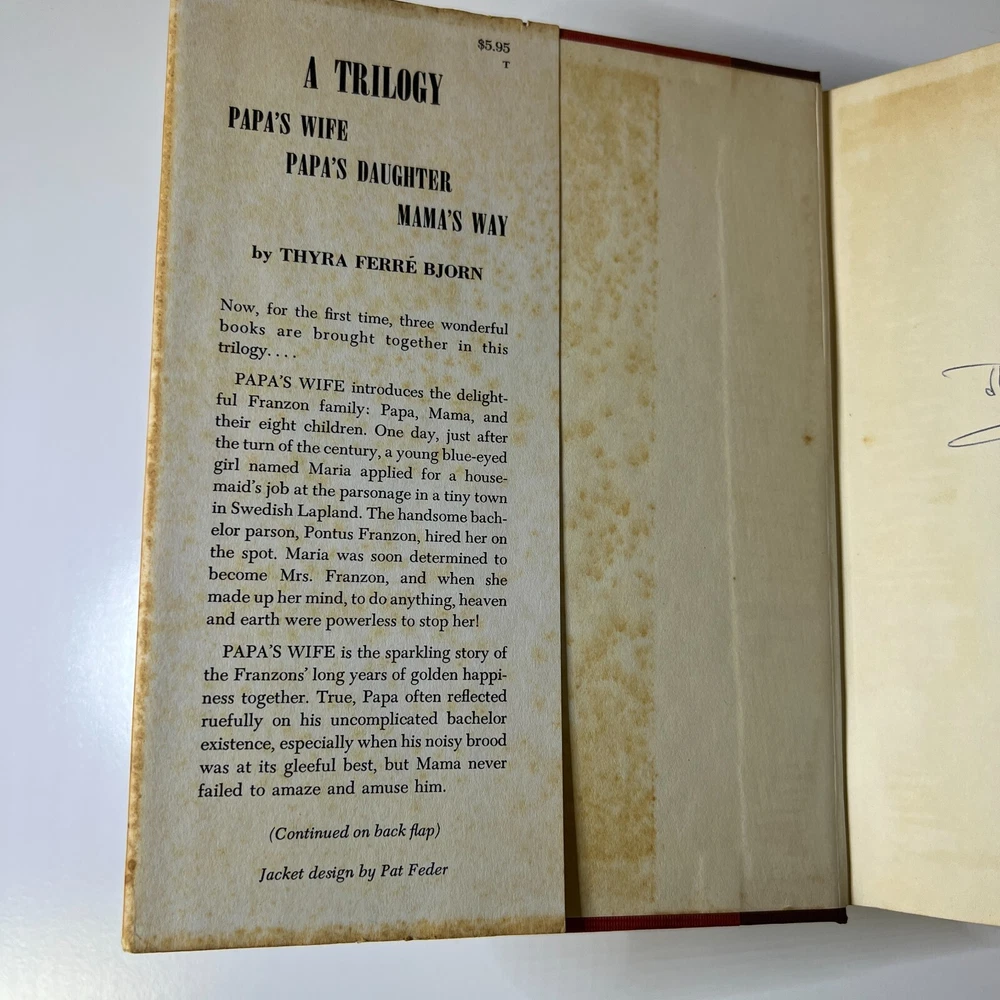 $5.95
T
A TRILOGY
PAPA'S WIFE
PAPA'S DAUGHTER
MAMA'S WAY
by THYRA FERRÉ BJORN
Now, for the first time, three wonderful
books are brought together in this
trilogy. . . .
PAPA'S WIFE introduces the delight-
ful Franzon family: Papa, Mama, and
their eight children. One day, just after
the turn of the century, a young blue-eyed
girl named Maria applied for a house-
maid's job at the parsonage in a tiny town
in Swedish Lapland. The handsome bach-
elor parson, Pontus Franzon, hired her on
the spot. Maria was soon determined to
become Mrs. Franzon, and when she
made up her mind, to do anything, heaven
and earth were powerless to stop her!
PAPA'S WIFE is the sparkling story of
the Franzons' long years of golden happi-
ness together. True, Papa often reflected
ruefully on his uncomplicated bachelor
existence, especially when his noisy brood
was at its gleeful best, but Mama never
failed to amaze and amuse him.
(Continued on back flap)
Jacket design by Pat Feder